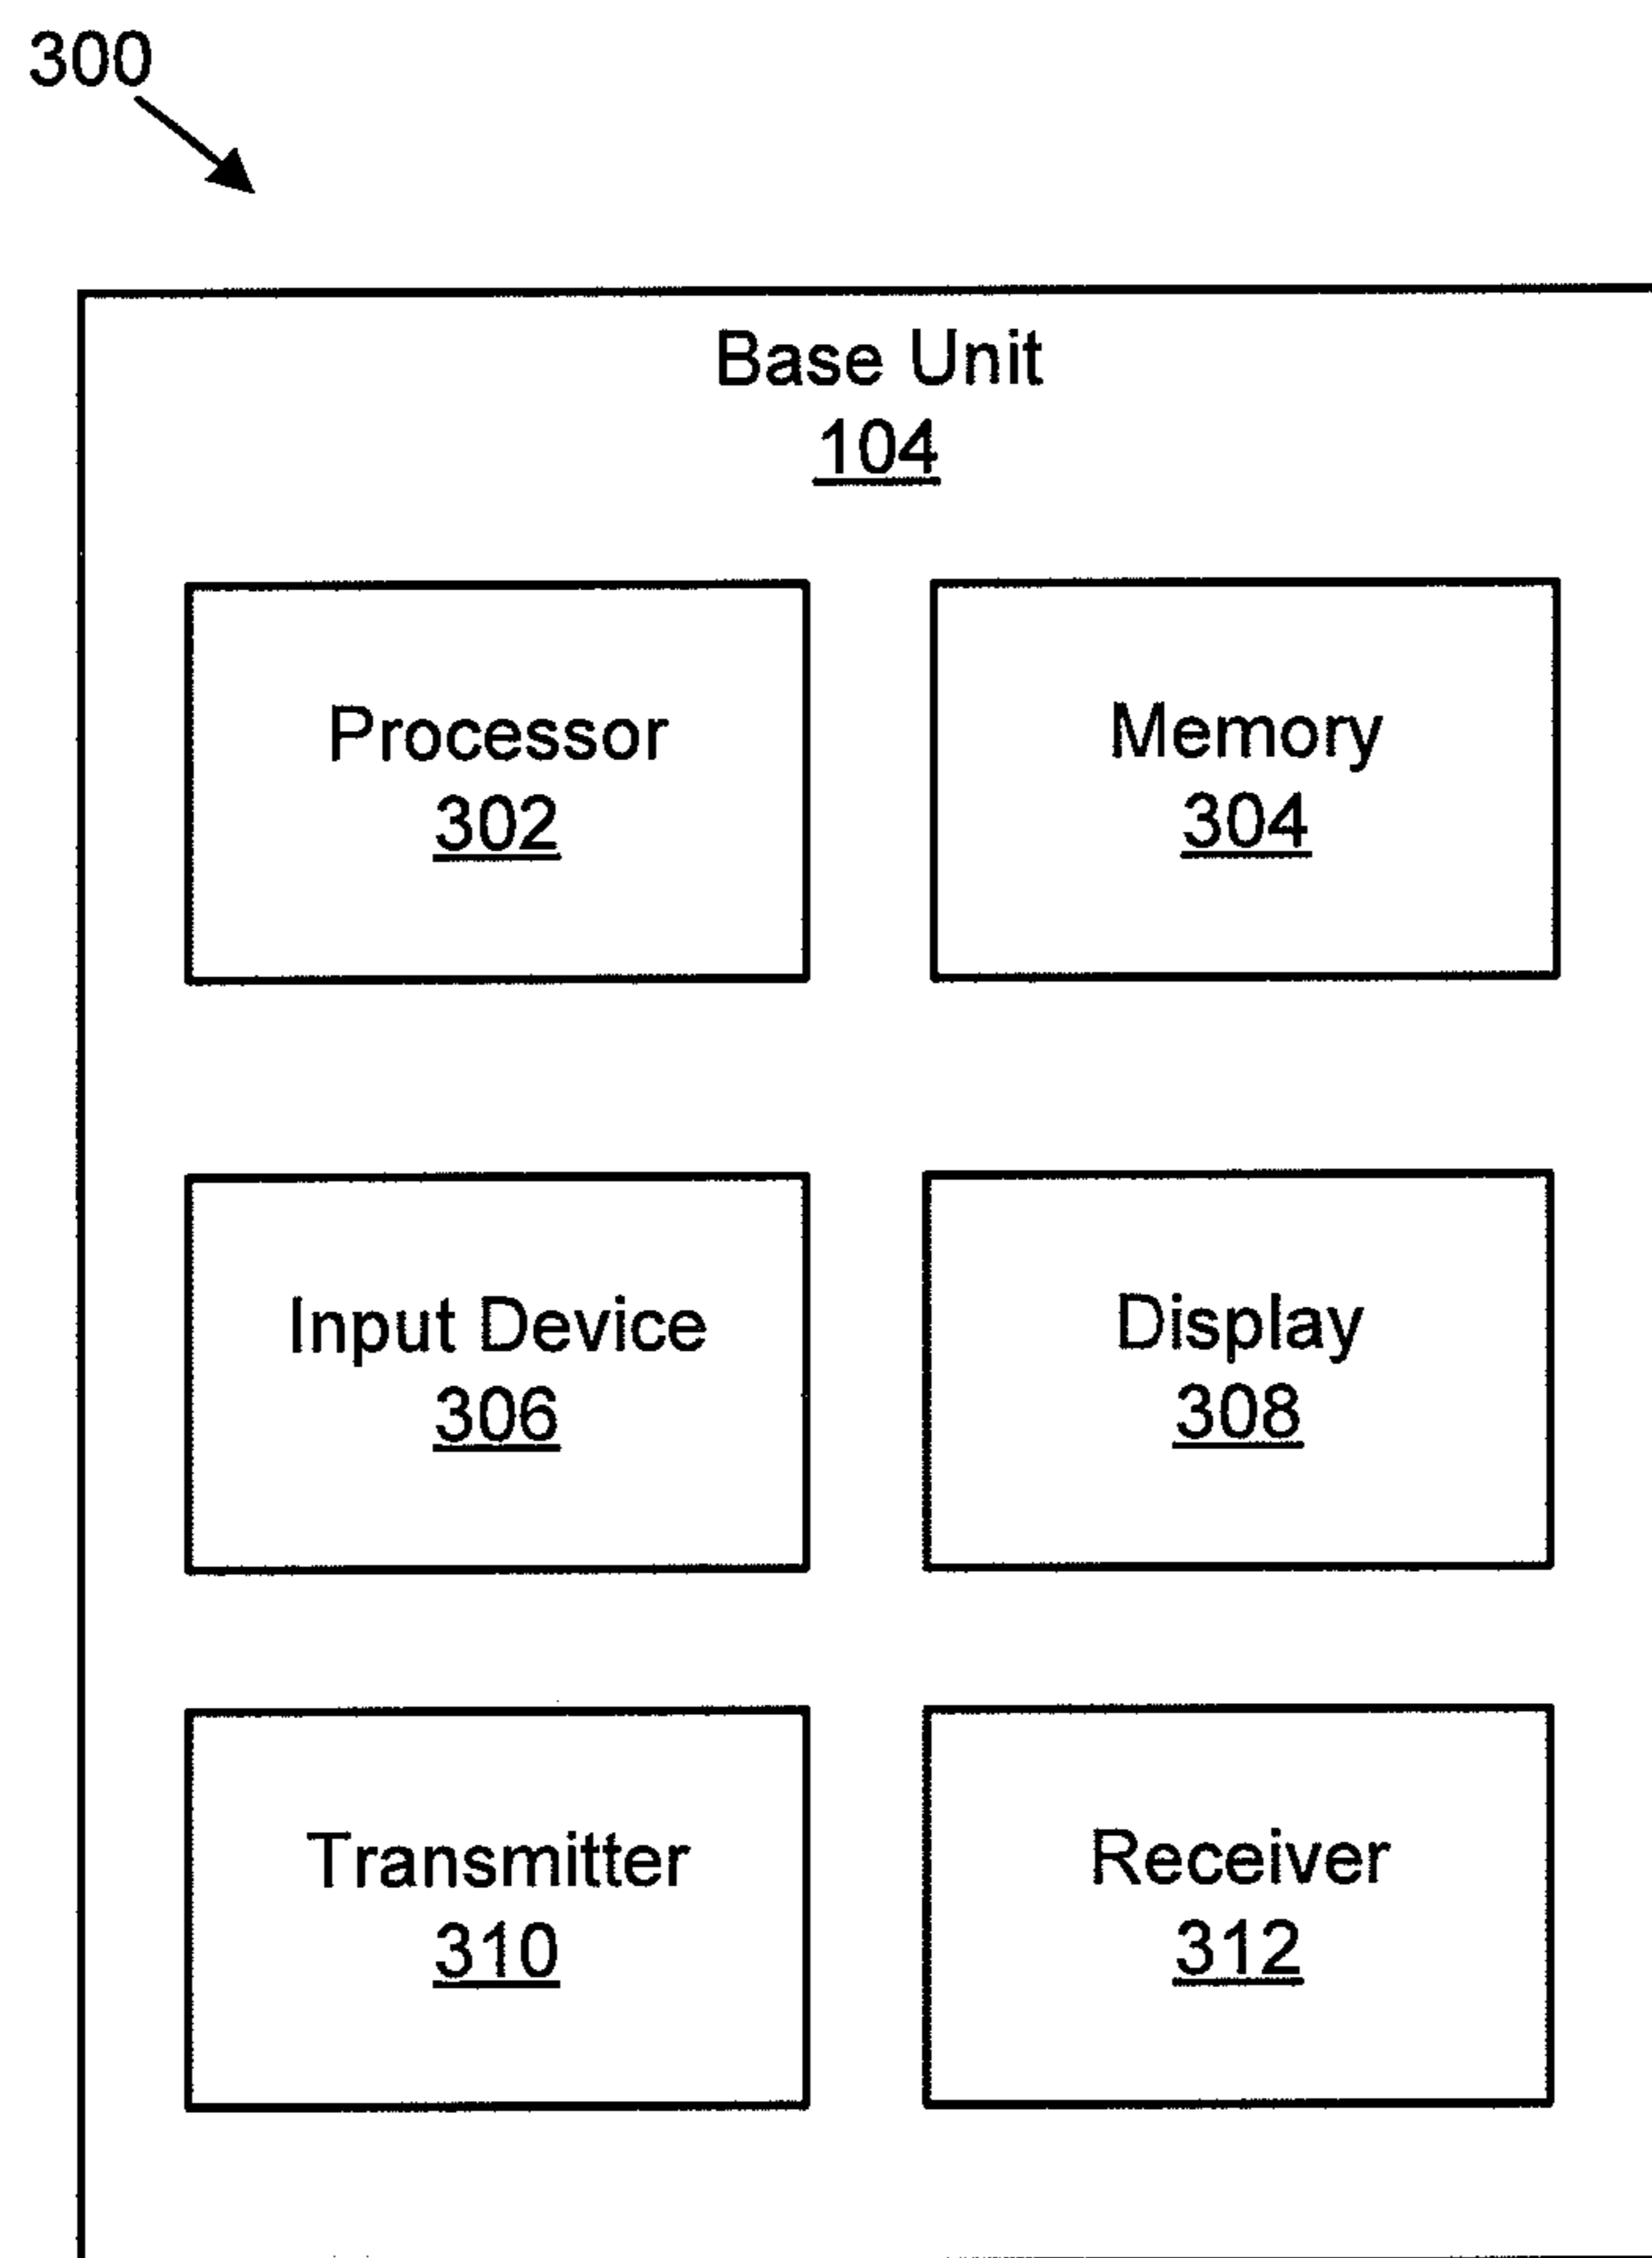 300
Base Unit
104
Processor
302
Memory
304
Input Device
306
Display
308
Transmitter
310
Receiver
312